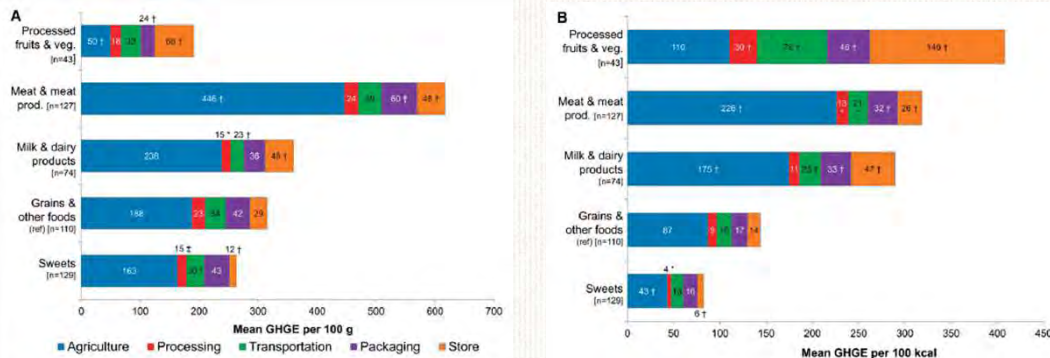 A
Processed
fruits & veg.
[n=43]
24 †
50 †
18
Meat & meat
prod. [n=127]
446 †
24
60 †
48 †
Milk & dairy
products
[n=74]
15 * 23 †
238
36
48 †
Grains &
other foods
(ref) [n=110]
188
23
34
42
29
Sweets
[n=129]
15 ‡
12 †
163
43
0 100 200 300 400 500 600 700
Mean GHGE per 100 g
Agriculture Processing Transportation Packaging Store
B
Processed
fruits & veg.
[n=43]
110
30 †
46 †
149 †
Meat & meat
prod. [n=127]
226 †
13
*
21
32 †
26 †
Milk & dairy
products
[n=74]
175 †
11
23 †
33 †
47 †
Grains &
other foods
(ref) [n=110]
87
9
16
17
14
Sweets
[n=129]
4 *
43 †
13
16
6 †
0 50 100 150 200 250 300 350 400 450
Mean GHGE per 100 kcal